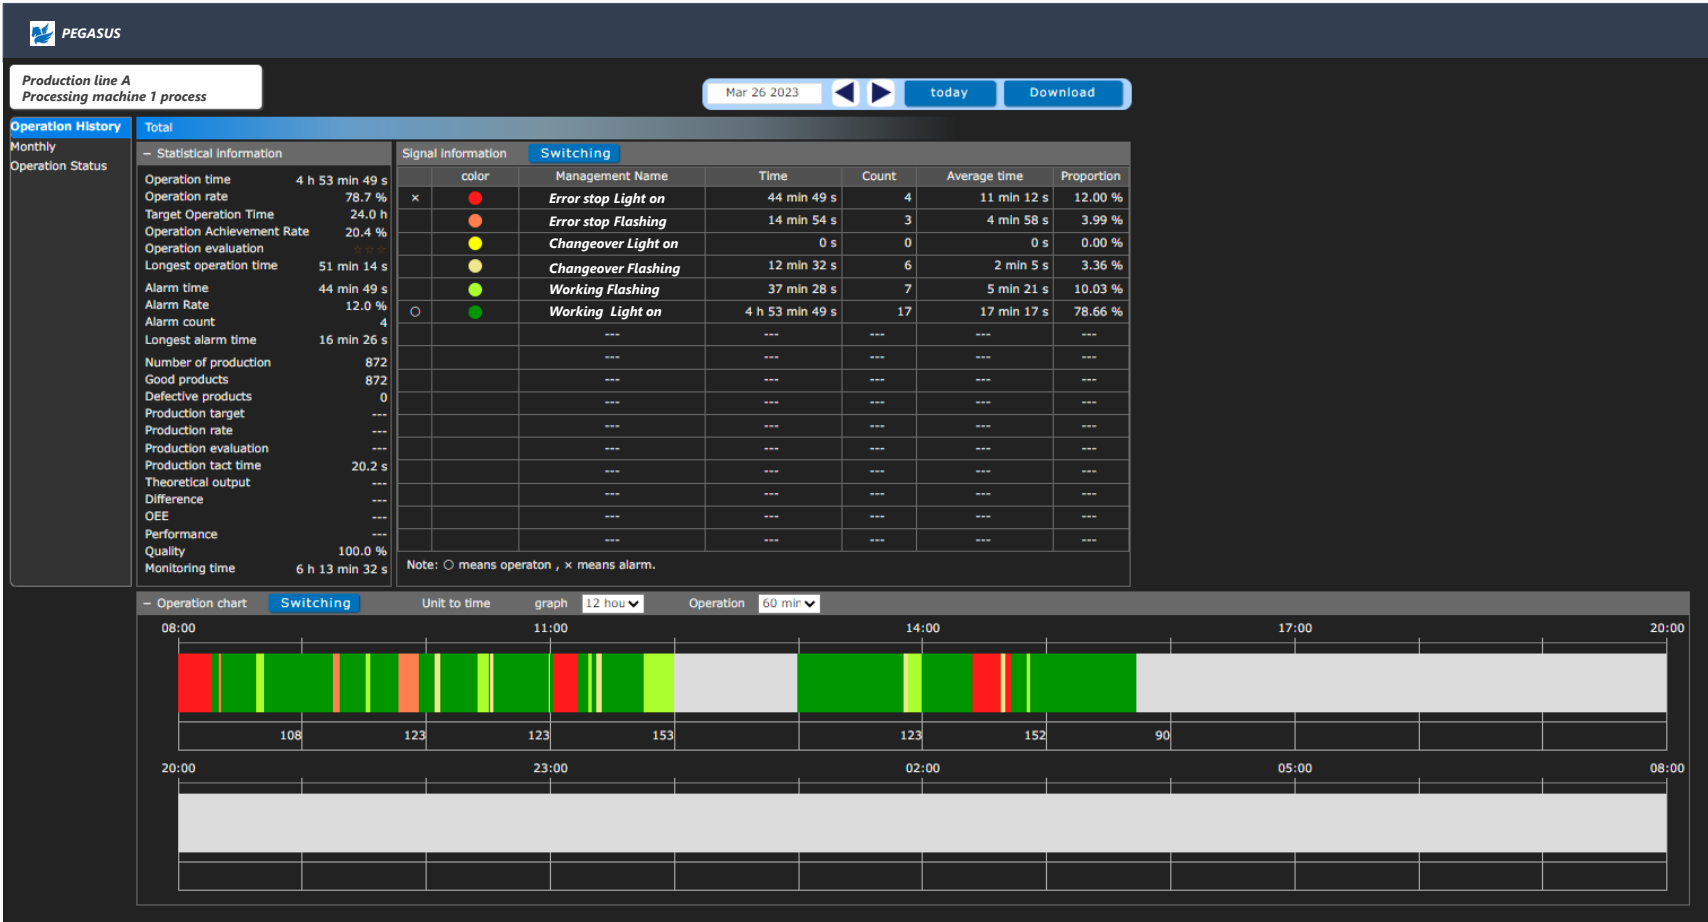 PEGASUS
Production line A
Processing machine 1 process
Mar 26 2023 today Download
Operation History
Monthly
Operation Status
Total
− Statistical information
Operation time 4 h 53 min 49 s
Operation rate 78.7 %
Target Operation Time 24.0 h
Operation Achievement Rate 20.4 %
Operation evaluation ☆☆☆
Longest operation time 51 min 14 s
Alarm time 44 min 49 s
Alarm Rate 12.0 %
Alarm count 4
Longest alarm time 16 min 26 s
Number of production 872
Good products 872
Defective products 0
Production target ---
Production rate ---
Production evaluation ---
Production tact time 20.2 s
Theoretical output ---
Difference ---
OEE ---
Performance ---
Quality 100.0 %
Monitoring time 6 h 13 min 32 s
Signal information Switching
color Management Name Time Count Average time Proportion
× Error stop Light on 44 min 49 s 4 11 min 12 s 12.00 %
Error stop Flashing 14 min 54 s 3 4 min 58 s 3.99 %
Changeover Light on 0 s 0 0 s 0.00 %
Changeover Flashing 12 min 32 s 6 2 min 5 s 3.36 %
Working Flashing 37 min 28 s 7 5 min 21 s 10.03 %
○ Working Light on 4 h 53 min 49 s 17 17 min 17 s 78.66 %
--- --- --- --- ---
--- --- --- --- ---
--- --- --- --- ---
--- --- --- --- ---
--- --- --- --- ---
--- --- --- --- ---
--- --- --- --- ---
--- --- --- --- ---
--- --- --- --- ---
--- --- --- --- ---
Note: ○ means operaton , × means alarm.
− Operation chart Switching Unit to time graph 12 hou Operation 60 min
08:00 11:00 14:00 17:00 20:00
108 123 123 153 123 152 90
20:00 23:00 02:00 05:00 08:00